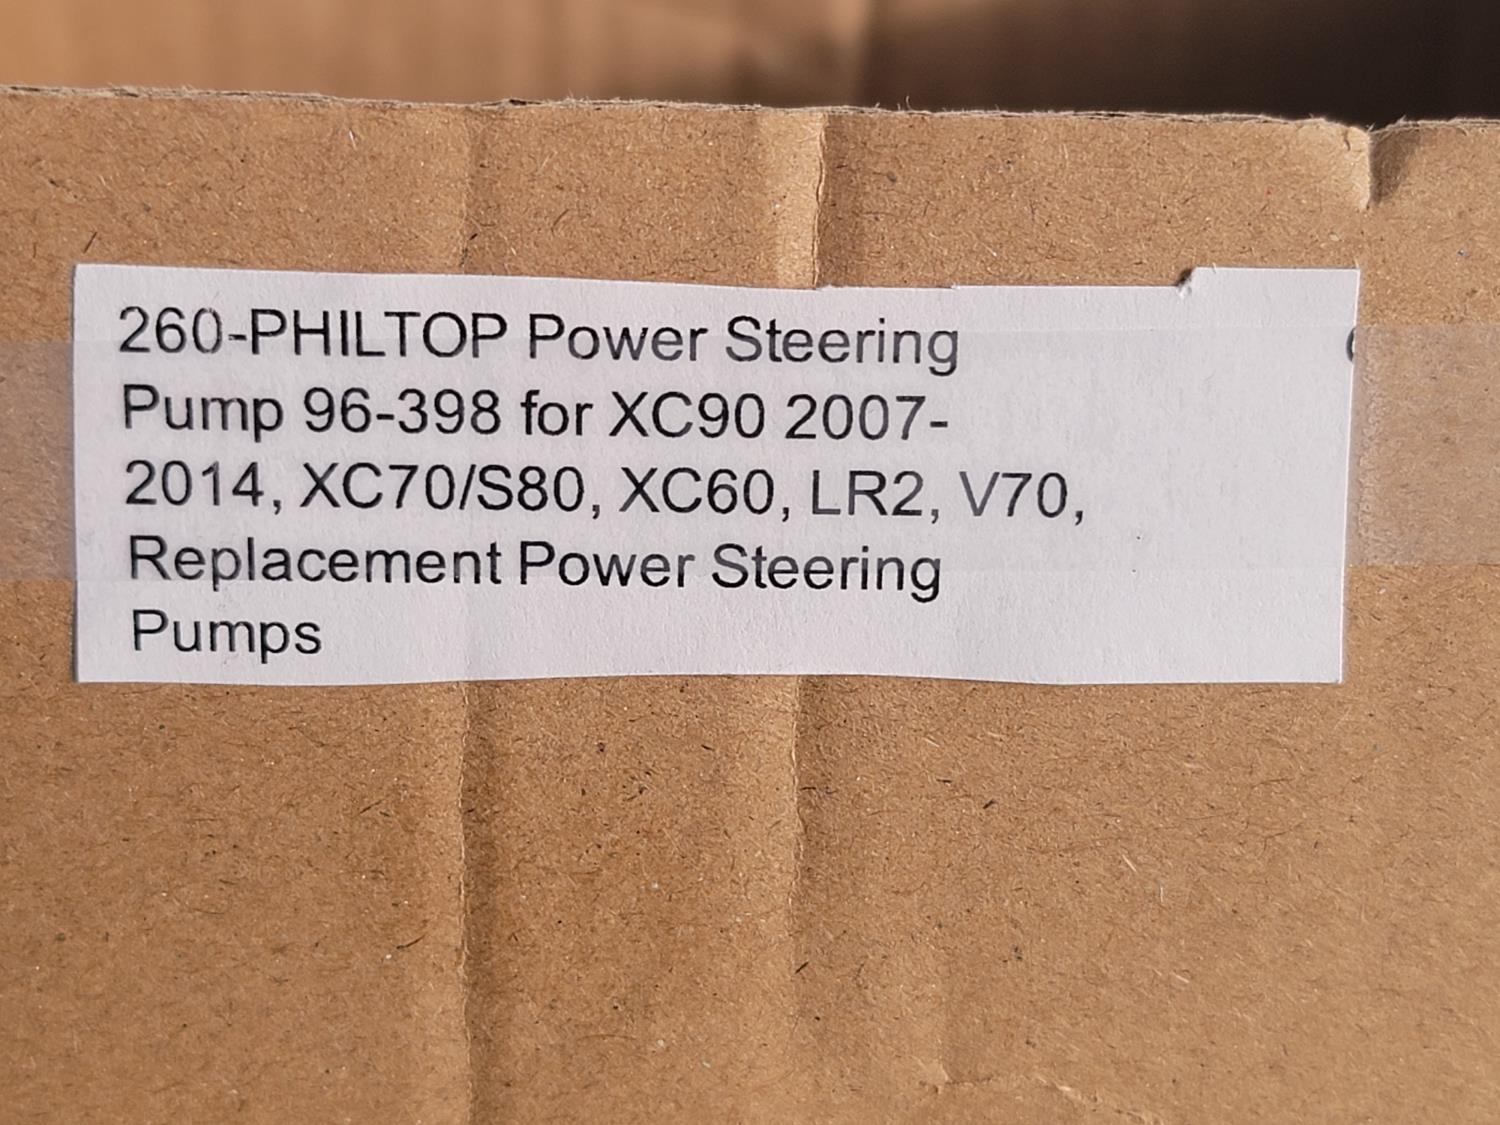 260-PHILTOP Power Steering
Pump 96-398 for XC90 2007-
2014, XC70/S80, XC60, LR2, V70,
Replacement Power Steering
Pumps